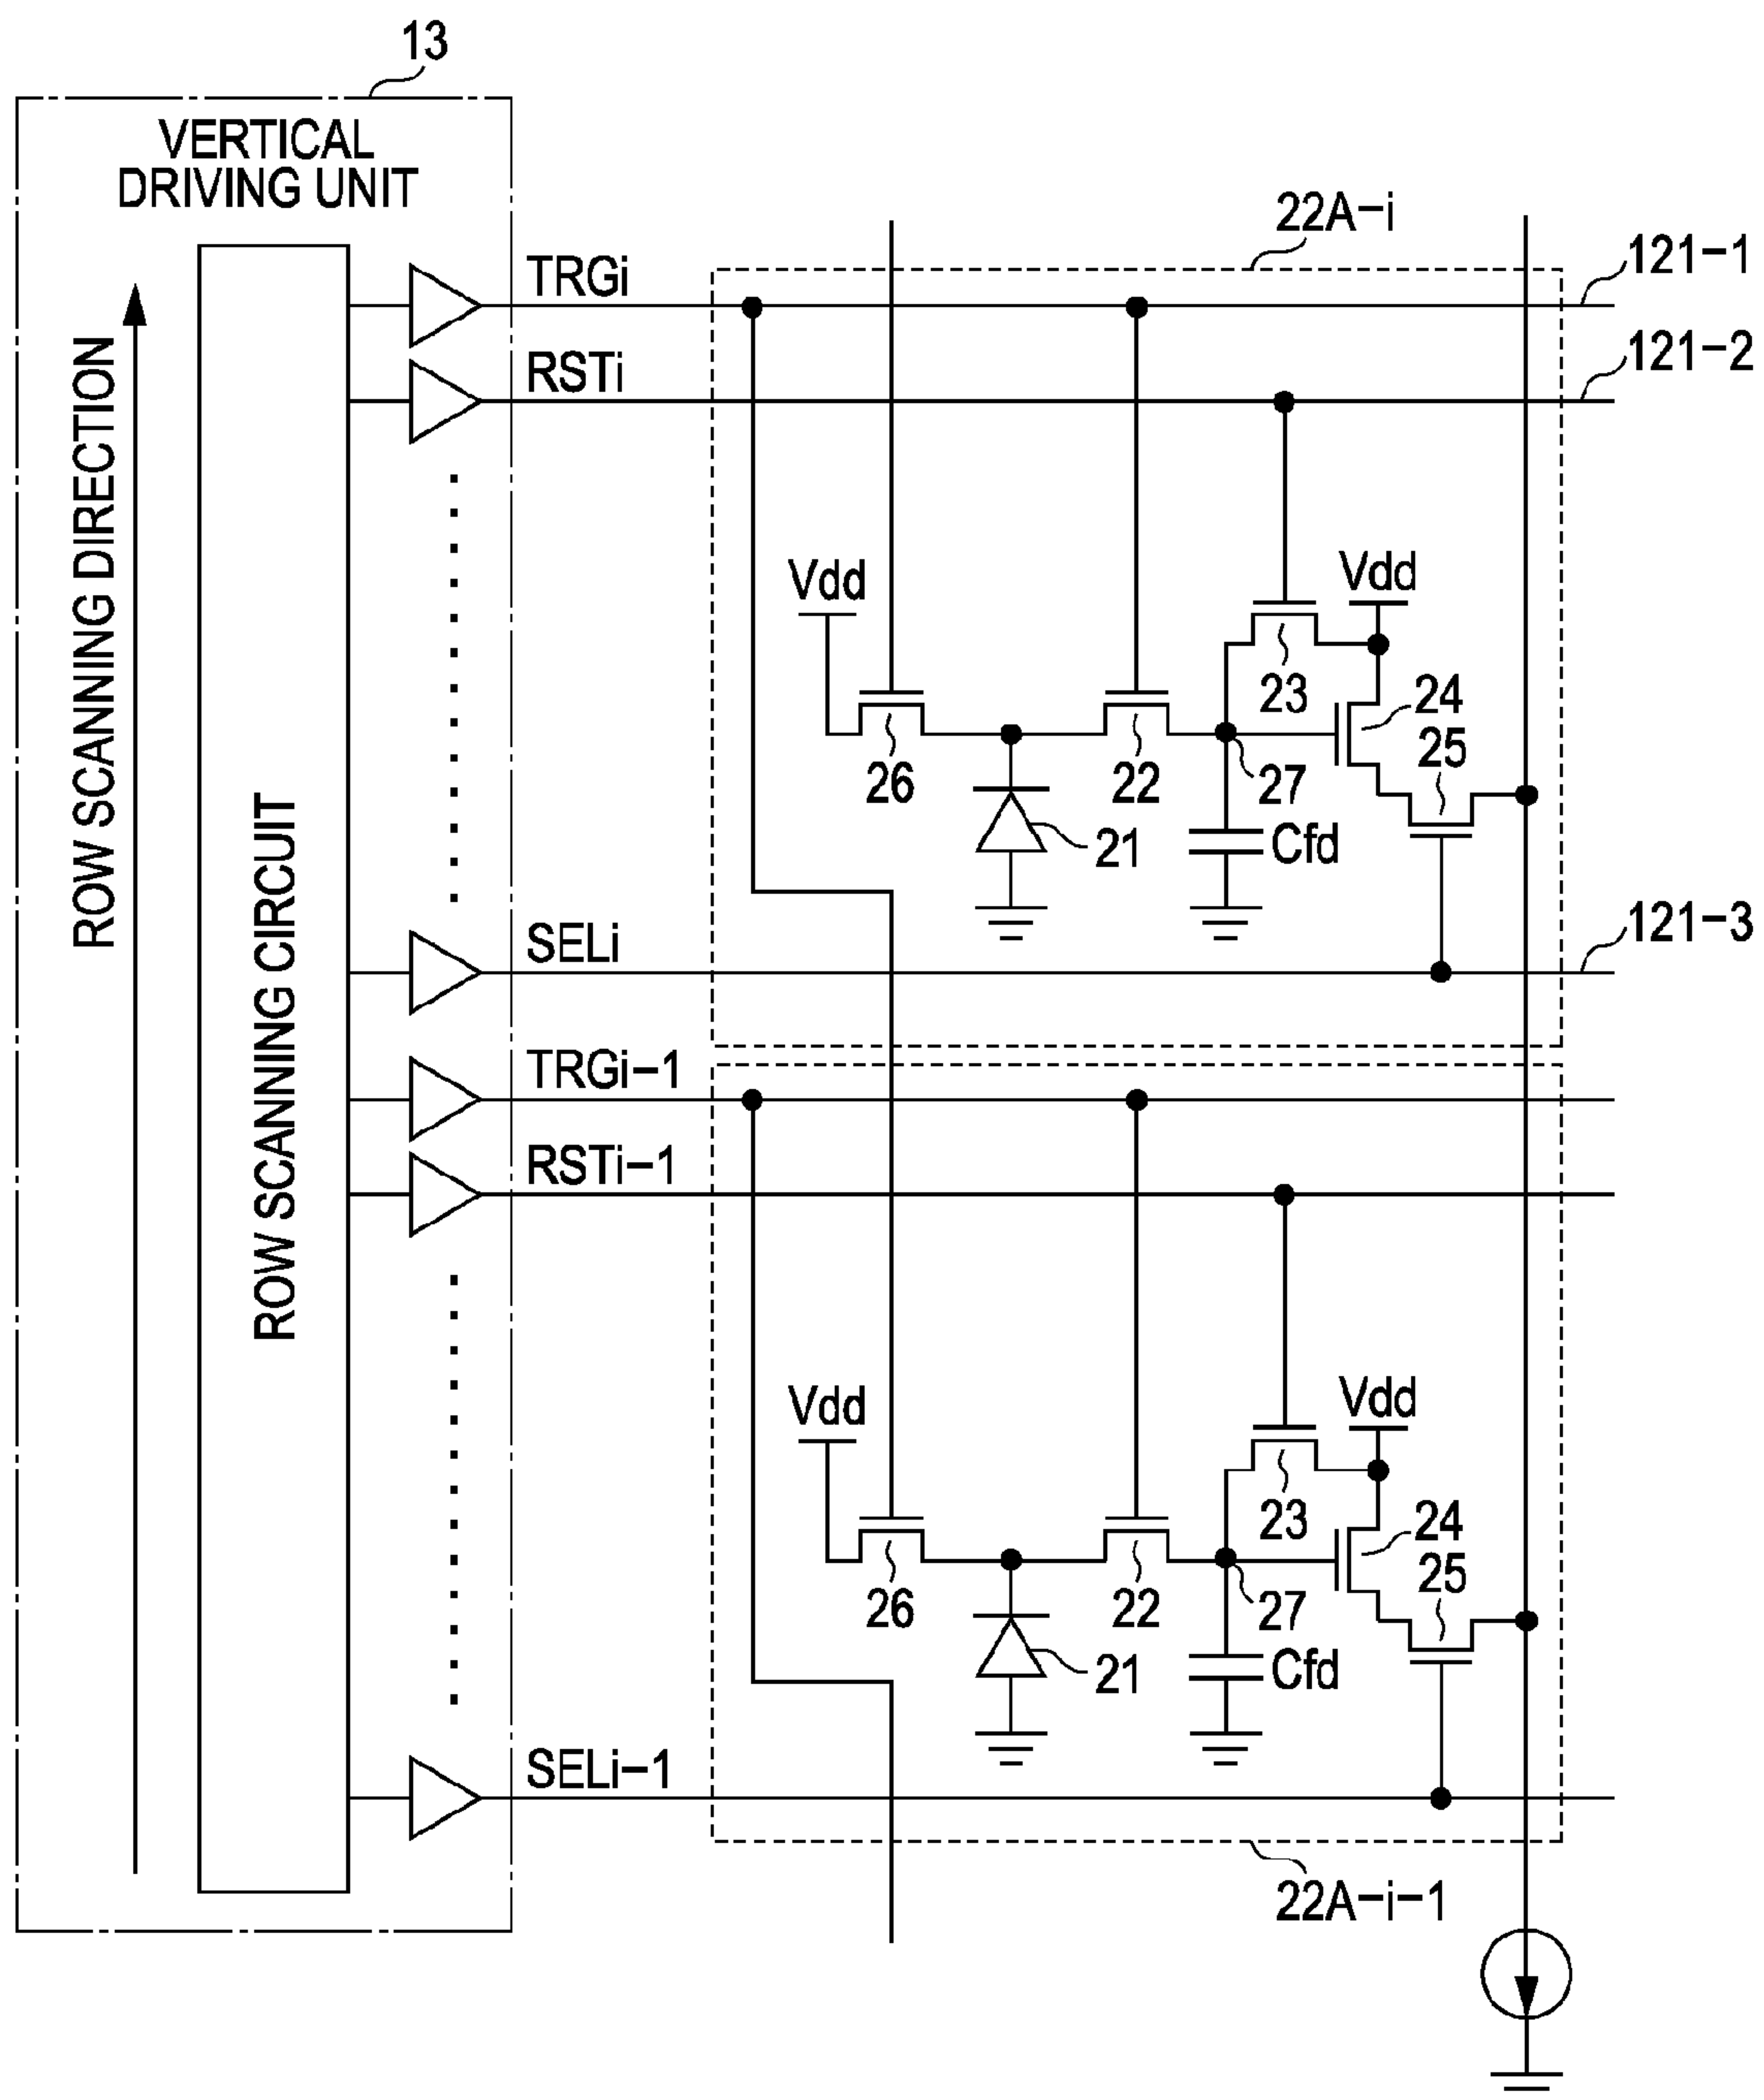 13
VERTICAL
DRIVING UNIT
ROW SCANNING DIRECTION
ROW SCANNING CIRCUIT
22A-i
TRGi
121-1
RSTi
121-2
Vdd
Vdd
23
24
25
26
22
27
21
Cfd
SELi
121-3
TRGi-1
RSTi-1
Vdd
Vdd
23
24
25
26
22
27
21
Cfd
SELi-1
22A-i-1